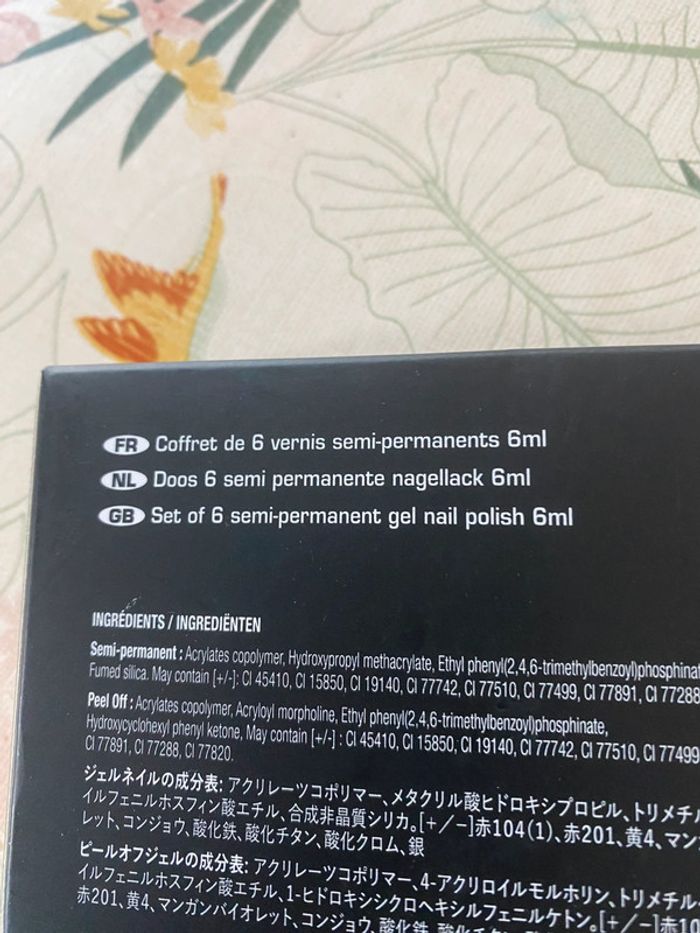 FR Coffret de 6 vernis semi-permanents 6ml
NL Doos 6 semi permanente nagellack 6ml
GB Set of 6 semi-permanent gel nail polish 6ml
INGRÉDIENTS / INGREDIËNTEN
Semi-permanent : Acrylates copolymer, Hydroxypropyl methacrylate, Ethyl phenyl(2,4,6-trimethylbenzoyl)phosphinat
Fumed silica. May contain [+/-]: CI 45410, CI 15850, CI 19140, CI 77742, CI 77510, CI 77499, CI 77891, CI 77288
Peel Off : Acrylates copolymer, Acryloyl morpholine, Ethyl phenyl(2,4,6-trimethylbenzoyl)phosphinate,
Hydroxycyclohexyl phenyl ketone, May contain [+/-] : CI 45410, CI 15850, CI 19140, CI 77742, CI 77510, CI 77499
CI 77891, CI 77288, CI 77820.
ジェルネイルの成分表: アクリレーツコポリマー、メタクリル酸ヒドロキシプロピル、トリメチル
イルフェニルホスフィン酸エチル、合成非晶質シリカ。[+／−]赤104(1)、赤201、黄4、マン
レット、コンジョウ、酸化鉄、酸化チタン、酸化クロム、銀
ピールオフジェルの成分表: アクリレーツコポリマー、4-アクリロイルモルホリン、トリメチル
イルフェニルホスフィン酸エチル、1-ヒドロキシシクロヘキシルフェニルケトン。[+／−]赤10
赤201、黄4、マンガンバイオレット、コンジョウ、酸化鉄、酸化チタン